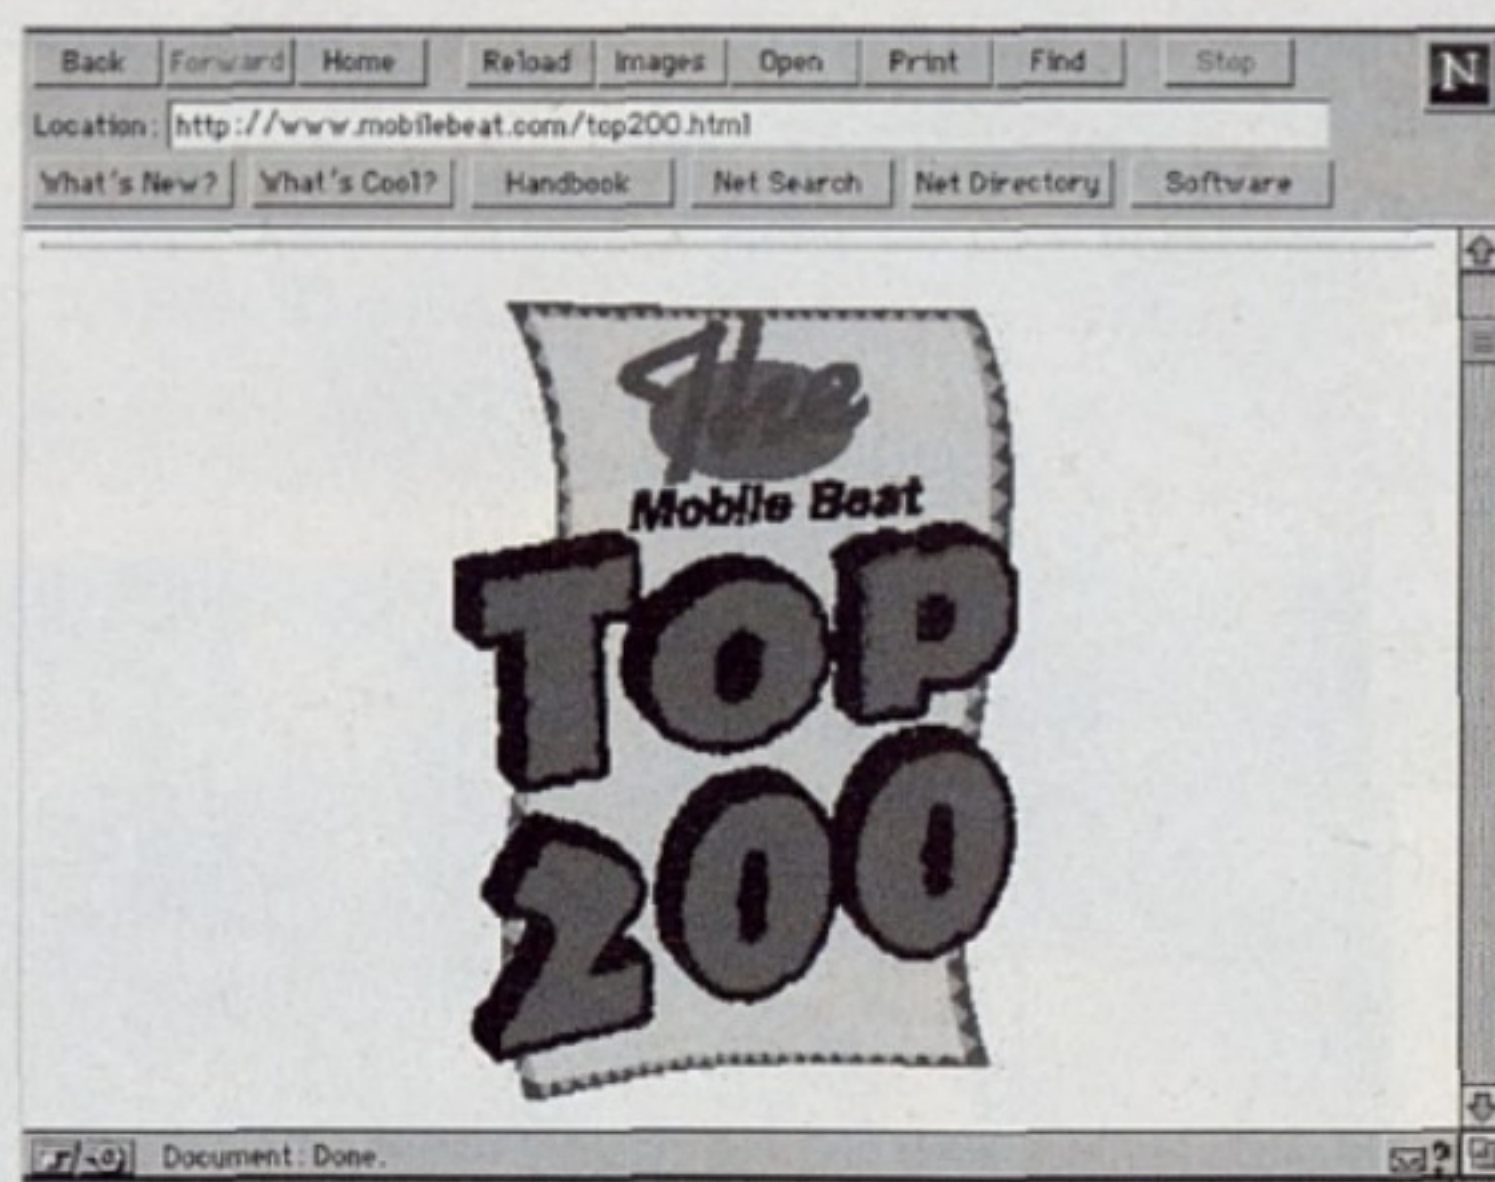 Back Forward Home Reload Images Open Print Find Stop
N
Location: http://www.mobilebeat.com/top200.html
What's New? What's Cool? Handbook Net Search Net Directory Software
The
Mobile Beat
TOP
200
Document: Done.
?